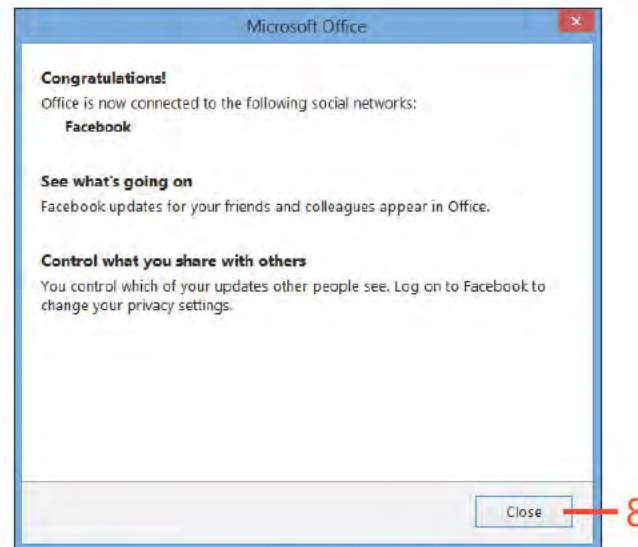 Microsoft Office
Congratulations!
Office is now connected to the following social networks:
Facebook
See what's going on
Facebook updates for your friends and colleagues appear in Office.
Control what you share with others
You control which of your updates other people see. Log on to Facebook to
change your privacy settings.
Close
8